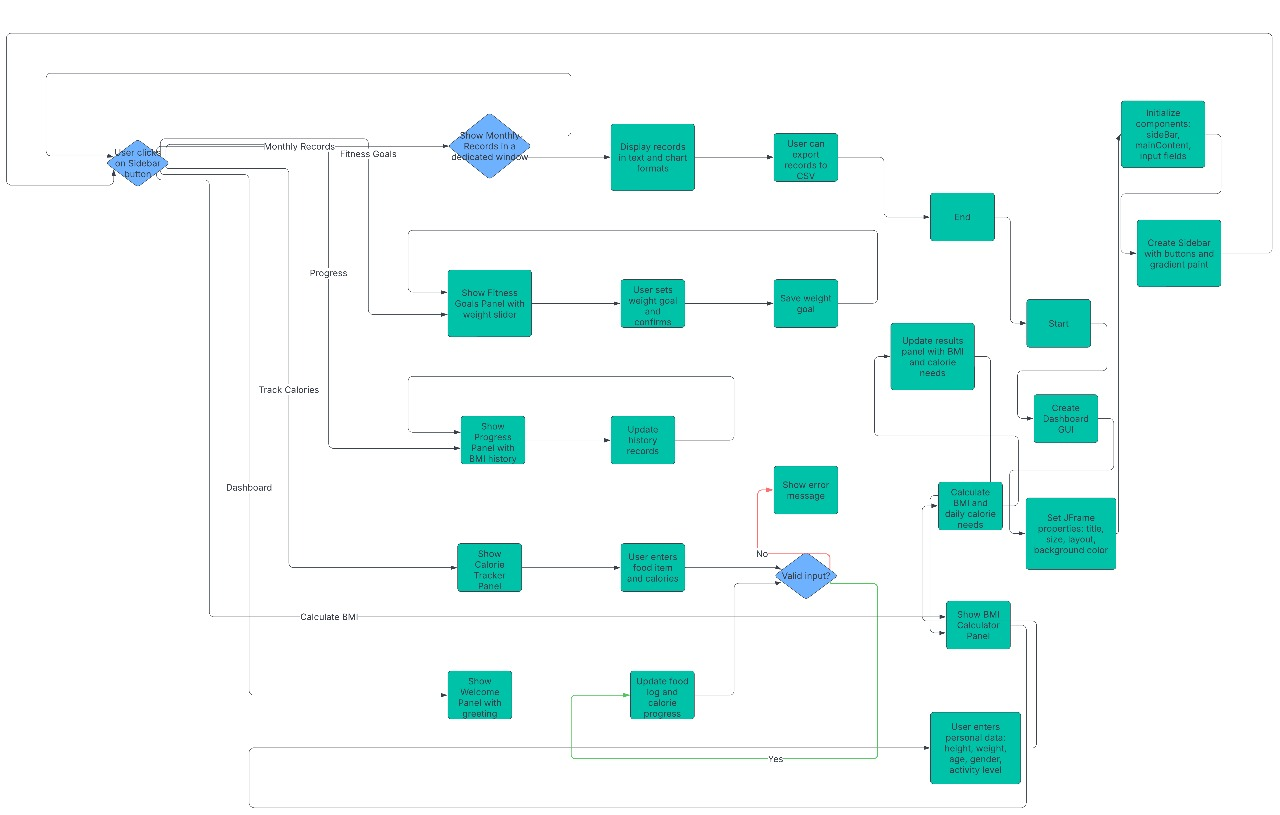 Initialize
components:
sideBar,
mainContent,
input fields
User clicks
on Sidebar
button
Monthly Records
Fitness Goals
Show Monthly
Records in a
dedicated window
Display records
in text and chart
formats
User can
export
records to
CSV
End
Create Sidebar
with buttons and
gradient paint
Progress
Show Fitness
Goals Panel with
weight slider
User sets
weight goal
and
confirms
Save weight
goal
Start
Update results
panel with BMI
and calorie
needs
Track Calories
Create
Dashboard
GUI
Show
Progress
Panel with
BMI history
Update
history
records
Dashboard
Show error
message
Calculate
BMI and
daily calorie
needs
Set JFrame
properties: title,
size, layout,
background color
No
Show
Calorie
Tracker
Panel
User enters
food item
and calories
Valid input?
Calculate BMI
Show BMI
Calculator
Panel
Show
Welcome
Panel with
greeting
Update food
log and
calorie
progress
User enters
personal data:
height, weight,
age, gender,
activity level
Yes